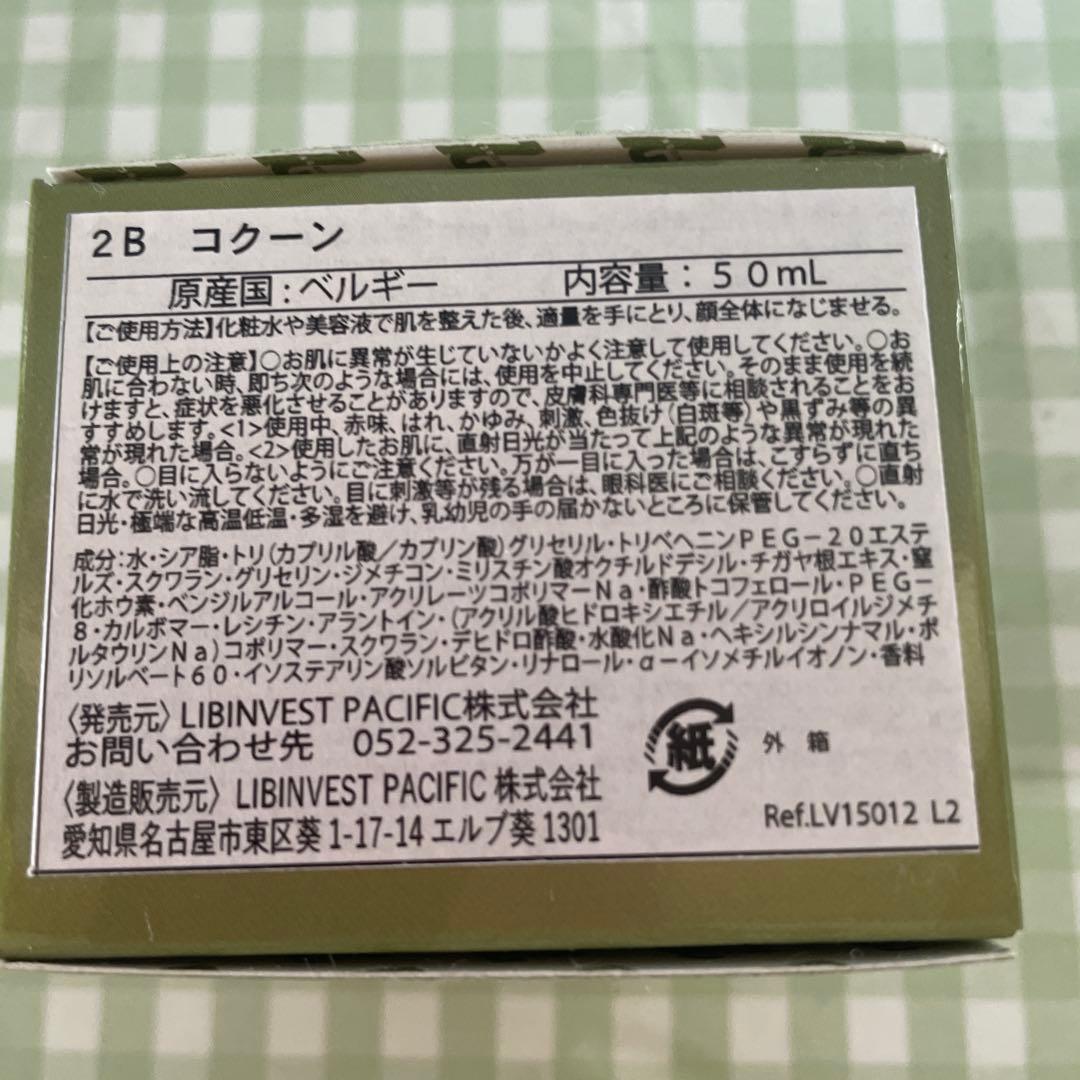 2B コクーン
原産国：ベルギー 内容量：50mL
【ご使用方法】化粧水や美容液で肌を整えた後、適量を手にとり、顔全体になじませる。
【ご使用上の注意】○お肌に異常が生じていないかよく注意して使用してください。○お
肌に合わない時、即ち次のような場合には、使用を中止してください。そのまま使用を続
けますと、症状を悪化させることがありますので、皮膚科専門医等に相談されることをお
すすめします。<1>使用中、赤味、はれ、かゆみ、刺激、色抜け(白斑等)や黒ずみ等の異
常が現れた場合。<2>使用したお肌に、直射日光が当たって上記のような異常が現れた
場合。○目に入らないようにご注意ください。万が一目に入った場合は、こすらずに直ち
に水で洗い流してください。目に刺激等が残る場合は、眼科医にご相談ください。○直射
日光・極端な高温低温・多湿を避け、乳幼児の手の届かないところに保管してください。
成分：水・シア脂・トリ(カプリル酸／カプリン酸)グリセリル・トリベヘニンPEG－20エステ
ルズ・スクワラン・グリセリン・ジメチコン・ミリスチン酸オクチルドデシル・チガヤ根エキス・窒
化ホウ素・ベンジルアルコール・アクリレーツコポリマーNa・酢酸トコフェロール・PEG－
8・カルボマー・レシチン・アラントイン・(アクリル酸ヒドロキシエチル／アクリロイルジメチ
ルタウリンNa)コポリマー・スクワラン・デヒドロ酢酸・水酸化Na・ヘキシルシンナマル・ポ
リソルベート60・イソステアリン酸ソルビタン・リナロール・α－イソメチルイオノン・香料
〈発売元〉LIBINVEST PACIFIC株式会社
お問い合わせ先 052-325-2441
紙 外箱
〈製造販売元〉LIBINVEST PACIFIC 株式会社
愛知県名古屋市東区葵1-17-14 エルブ葵 1301
Ref.LV15012 L2